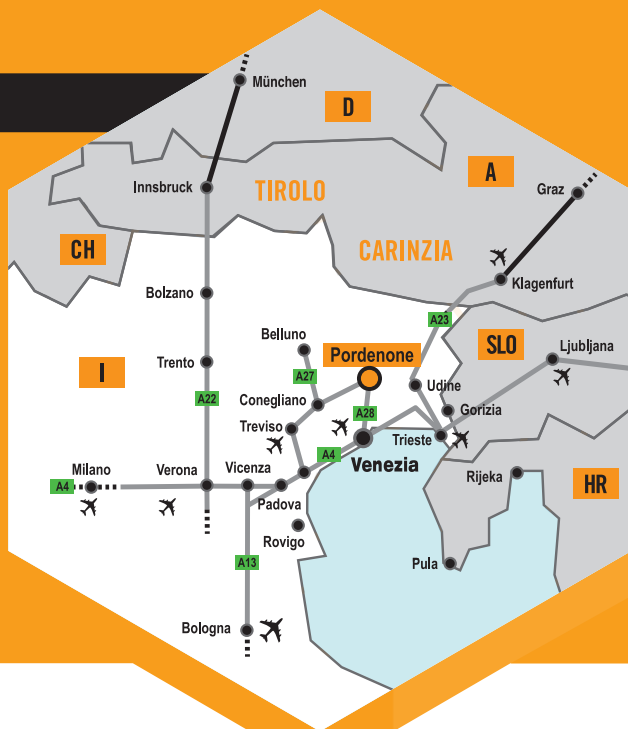 München
D
Innsbruck
TIROLO
A
Graz
CH
CARINZIA
Klagenfurt
Bolzano
A23
Belluno
SLO
Ljubljana
Pordenone
I
Trento
A27
Udine
A22
Conegliano
A28
Gorizia
Treviso
Trieste
A4
Venezia
Milano
Verona
Vicenza
A4
Padova
Rijeka
HR
Rovigo
A13
Pula
Bologna